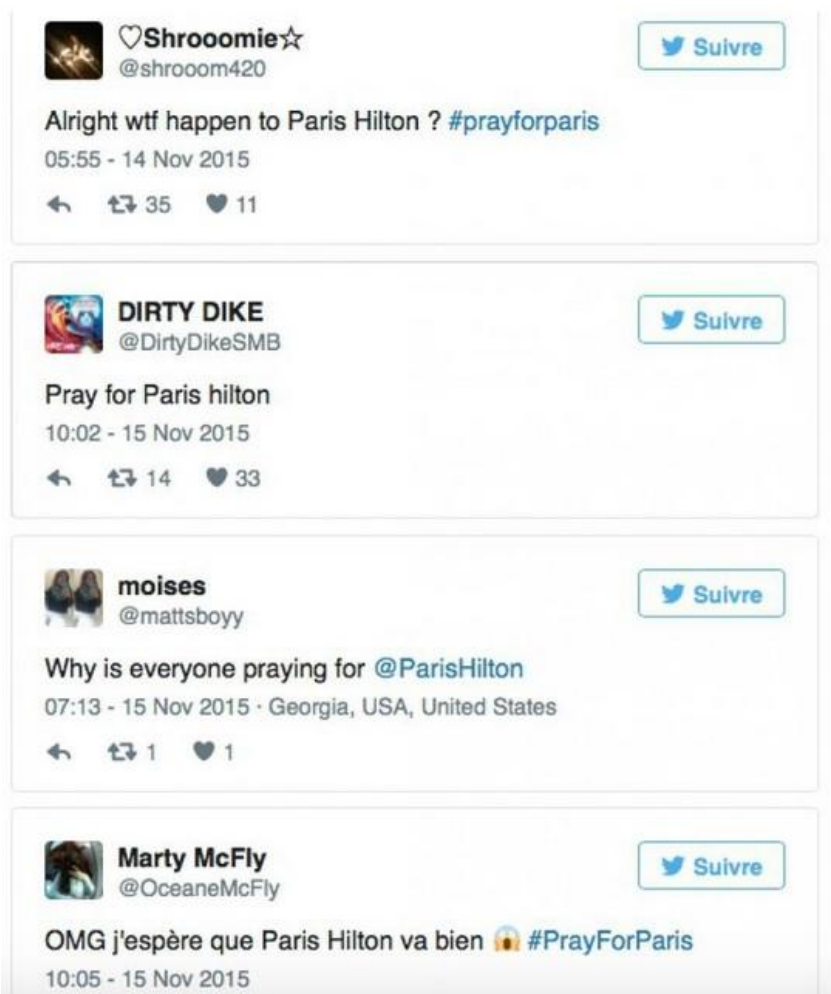 ♡Shrooomie☆
Suivre
@shrooom420
Alright wtf happen to Paris Hilton ? #prayforparis
05:55 - 14 Nov 2015
35 11
DIRTY DIKE
Suivre
@DirtyDikeSMB
Pray for Paris hilton
10:02 - 15 Nov 2015
14 33
moises
Suivre
@mattsboyy
Why is everyone praying for @ParisHilton
07:13 - 15 Nov 2015 · Georgia, USA, United States
1 1
Marty McFly
Suivre
@OceaneMcFly
OMG j'espère que Paris Hilton va bien 😱 #PrayForParis
10:05 - 15 Nov 2015